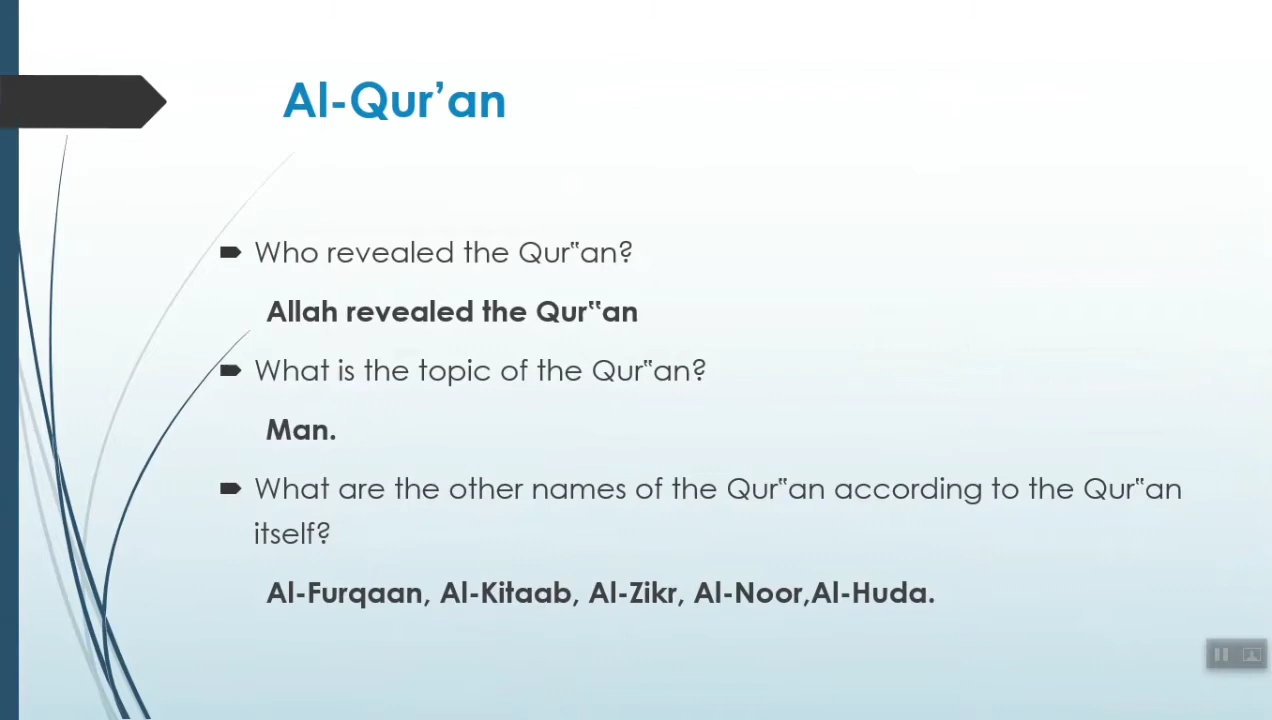 Al-Qur’an
Who revealed the Qur‟an?
Allah revealed the Qur‟an
What is the topic of the Qur‟an?
Man.
What are the other names of the Qur‟an according to the Qur‟an
itself?
Al-Furqaan, Al-Kitaab, Al-Zikr, Al-Noor,Al-Huda.